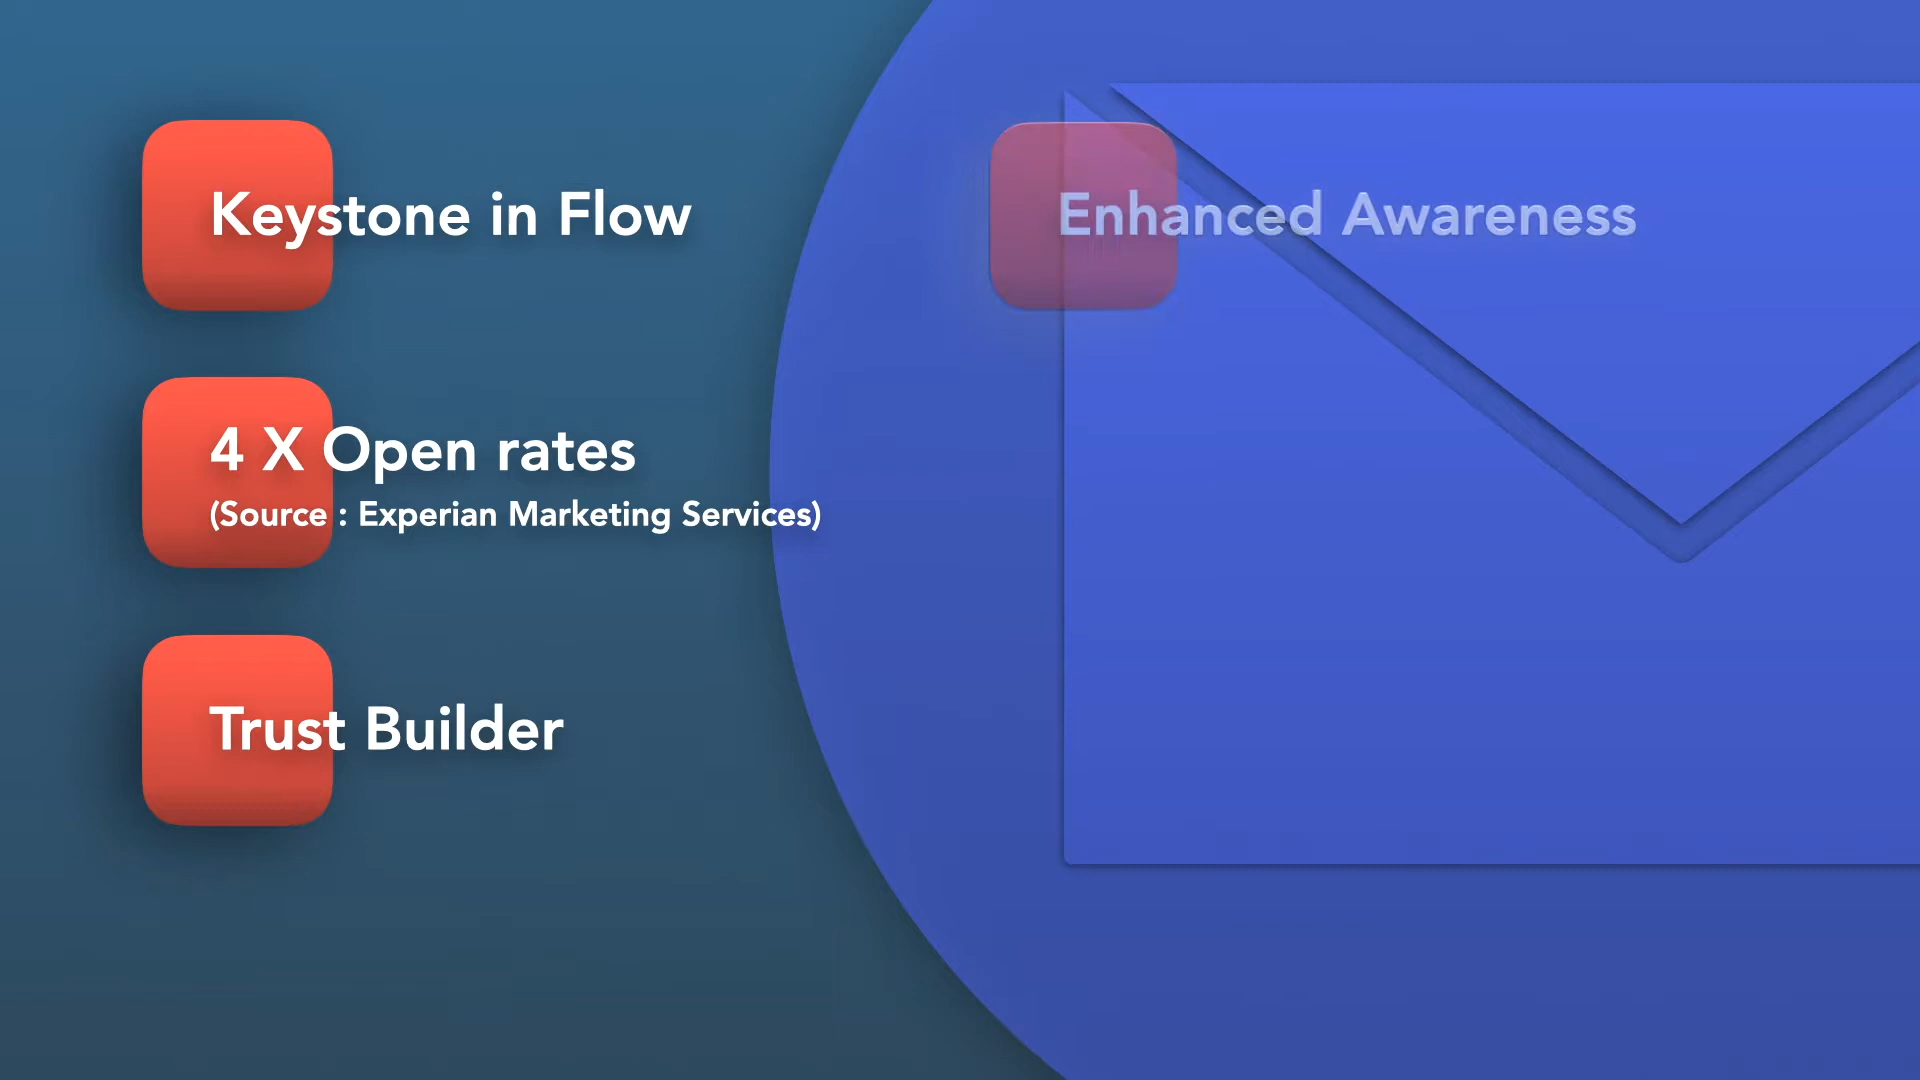 Keystone in Flow
4 X Open rates
(Source : Experian Marketing Services)
Trust Builder
Enhanced Awareness